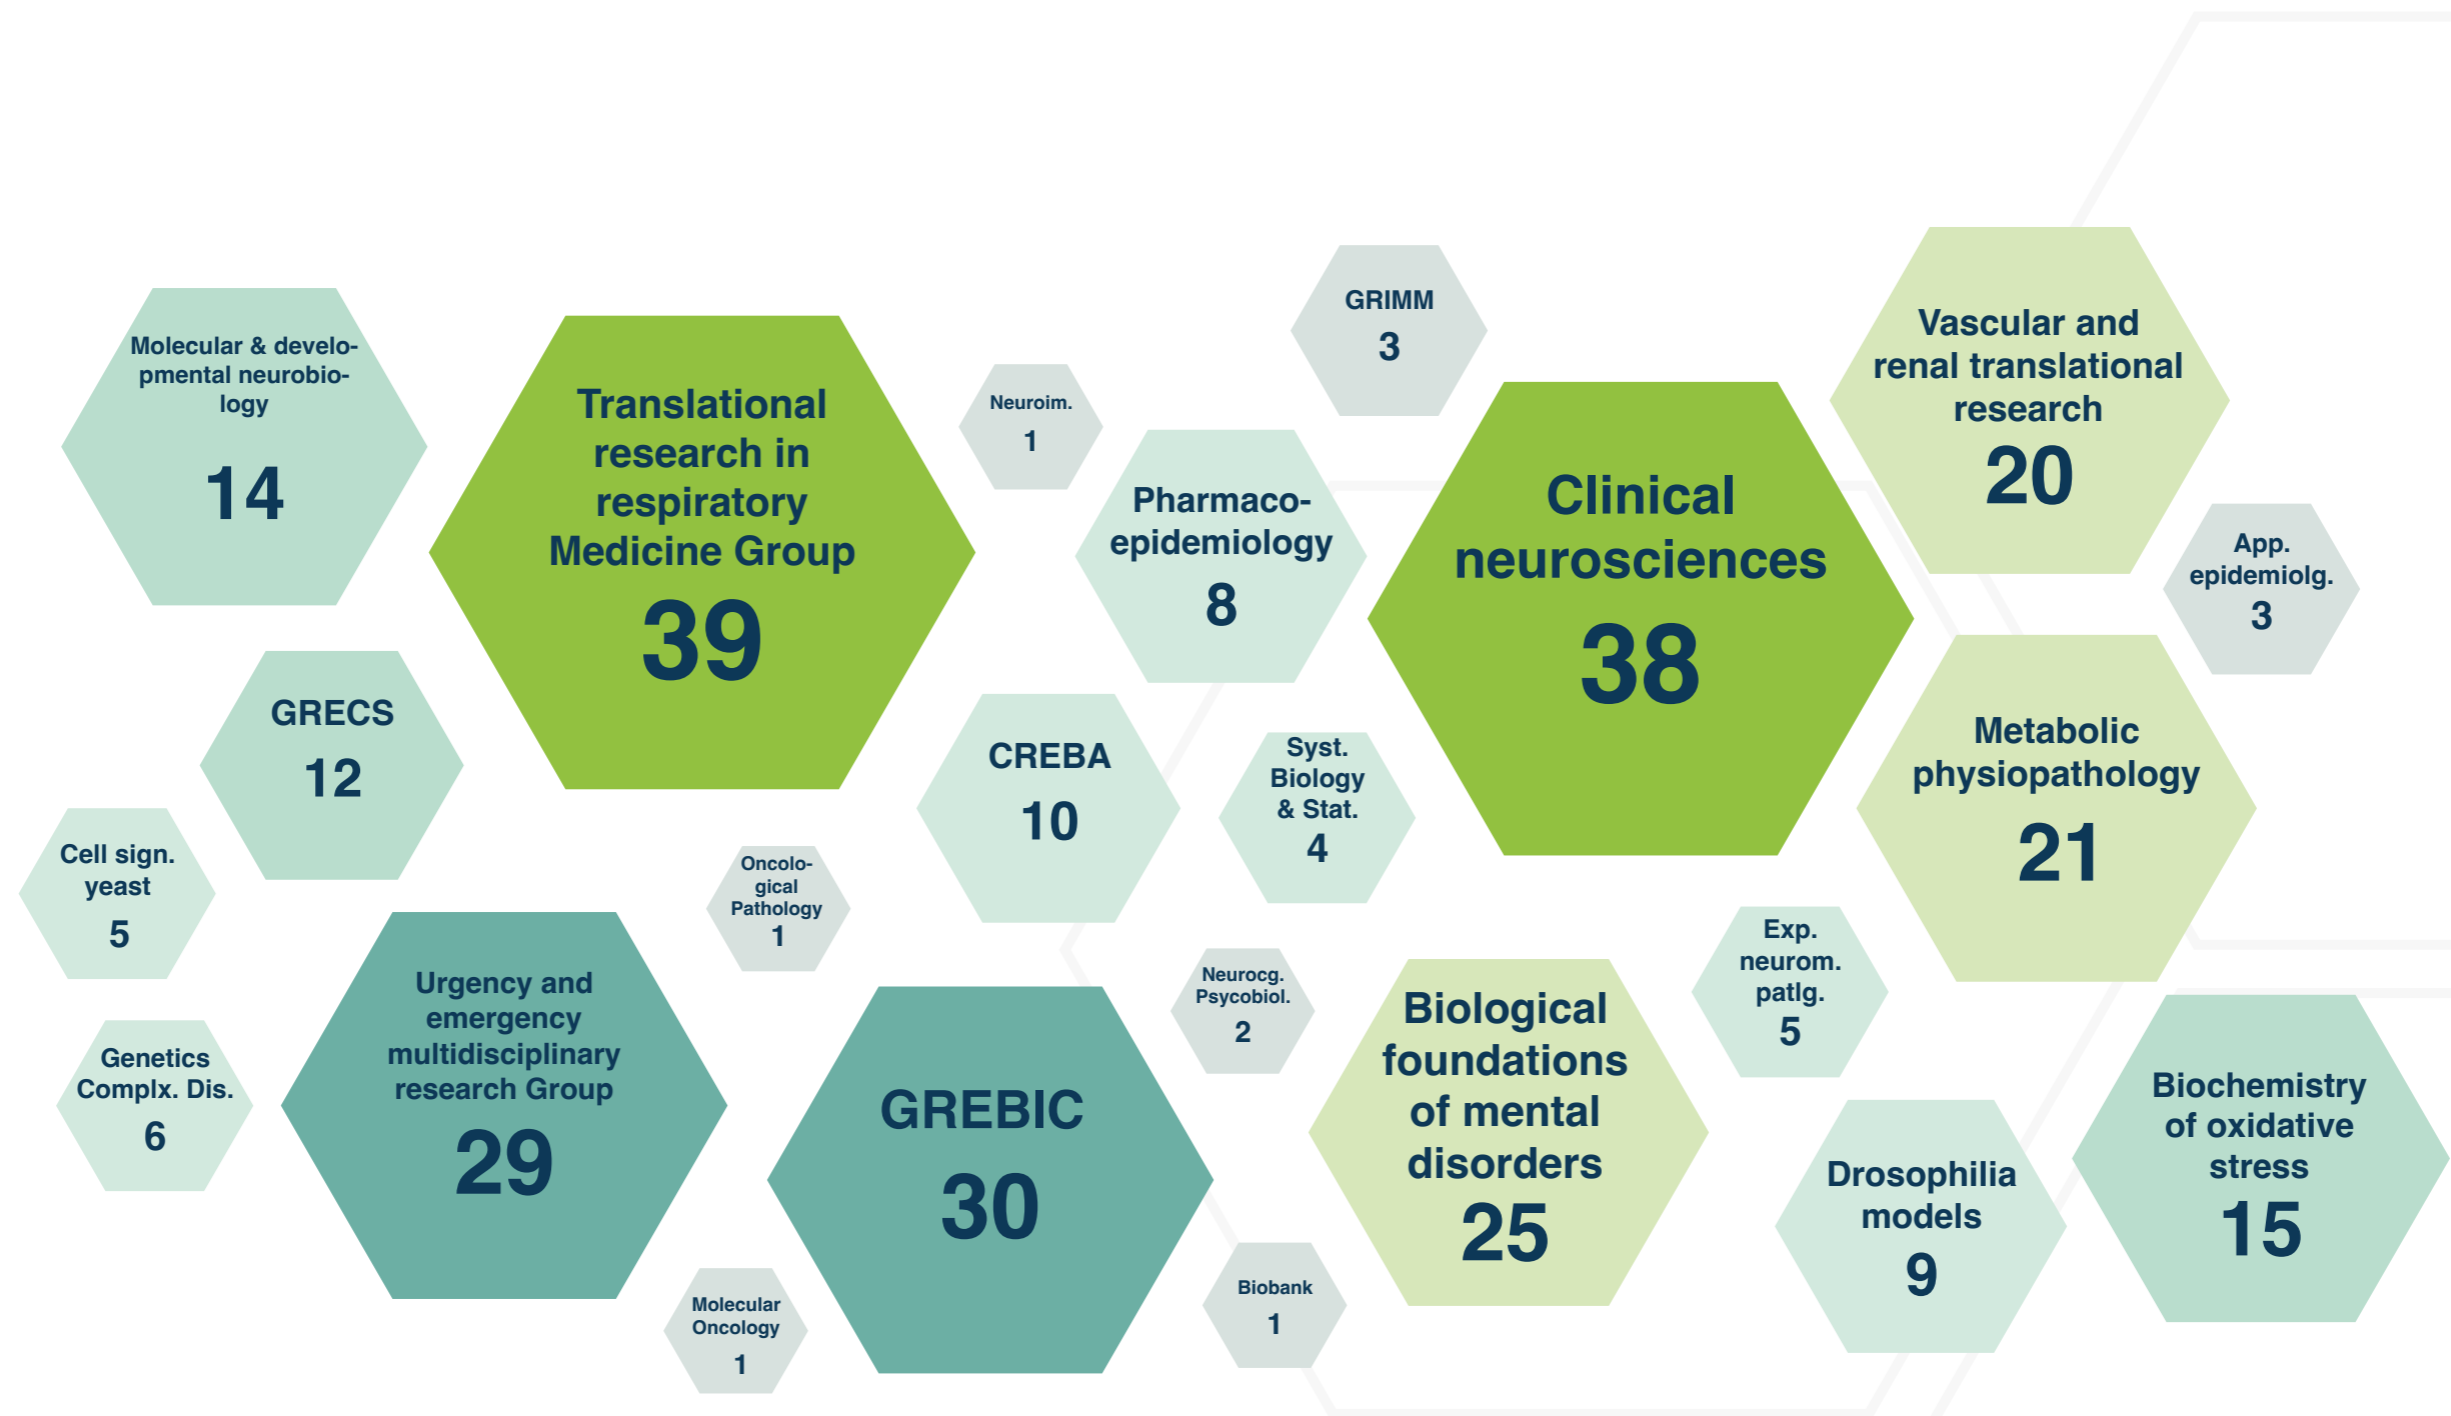 Molecular & develo-
pmental neurobio-
logy
14
Translational
research in
respiratory
Medicine Group
39
Neuroim.
1
GRIMM
3
Pharmaco-
epidemiology
8
Clinical
neurosciences
38
Vascular and
renal translational
research
20
App.
epidemiolg.
3
GRECS
12
CREBA
10
Syst.
Biology
& Stat.
4
Metabolic
physiopathology
21
Cell sign.
yeast
5
Oncolo-
gical
Pathology
1
Urgency and
emergency
multidisciplinary
research Group
29
Genetics
Complx. Dis.
6
GREBIC
30
Neurocg.
Psycobiol.
2
Biological
foundations
of mental
disorders
25
Exp.
neurom.
patlg.
5
Drosophilia
models
9
Biochemistry
of oxidative
stress
15
Molecular
Oncology
1
Biobank
1